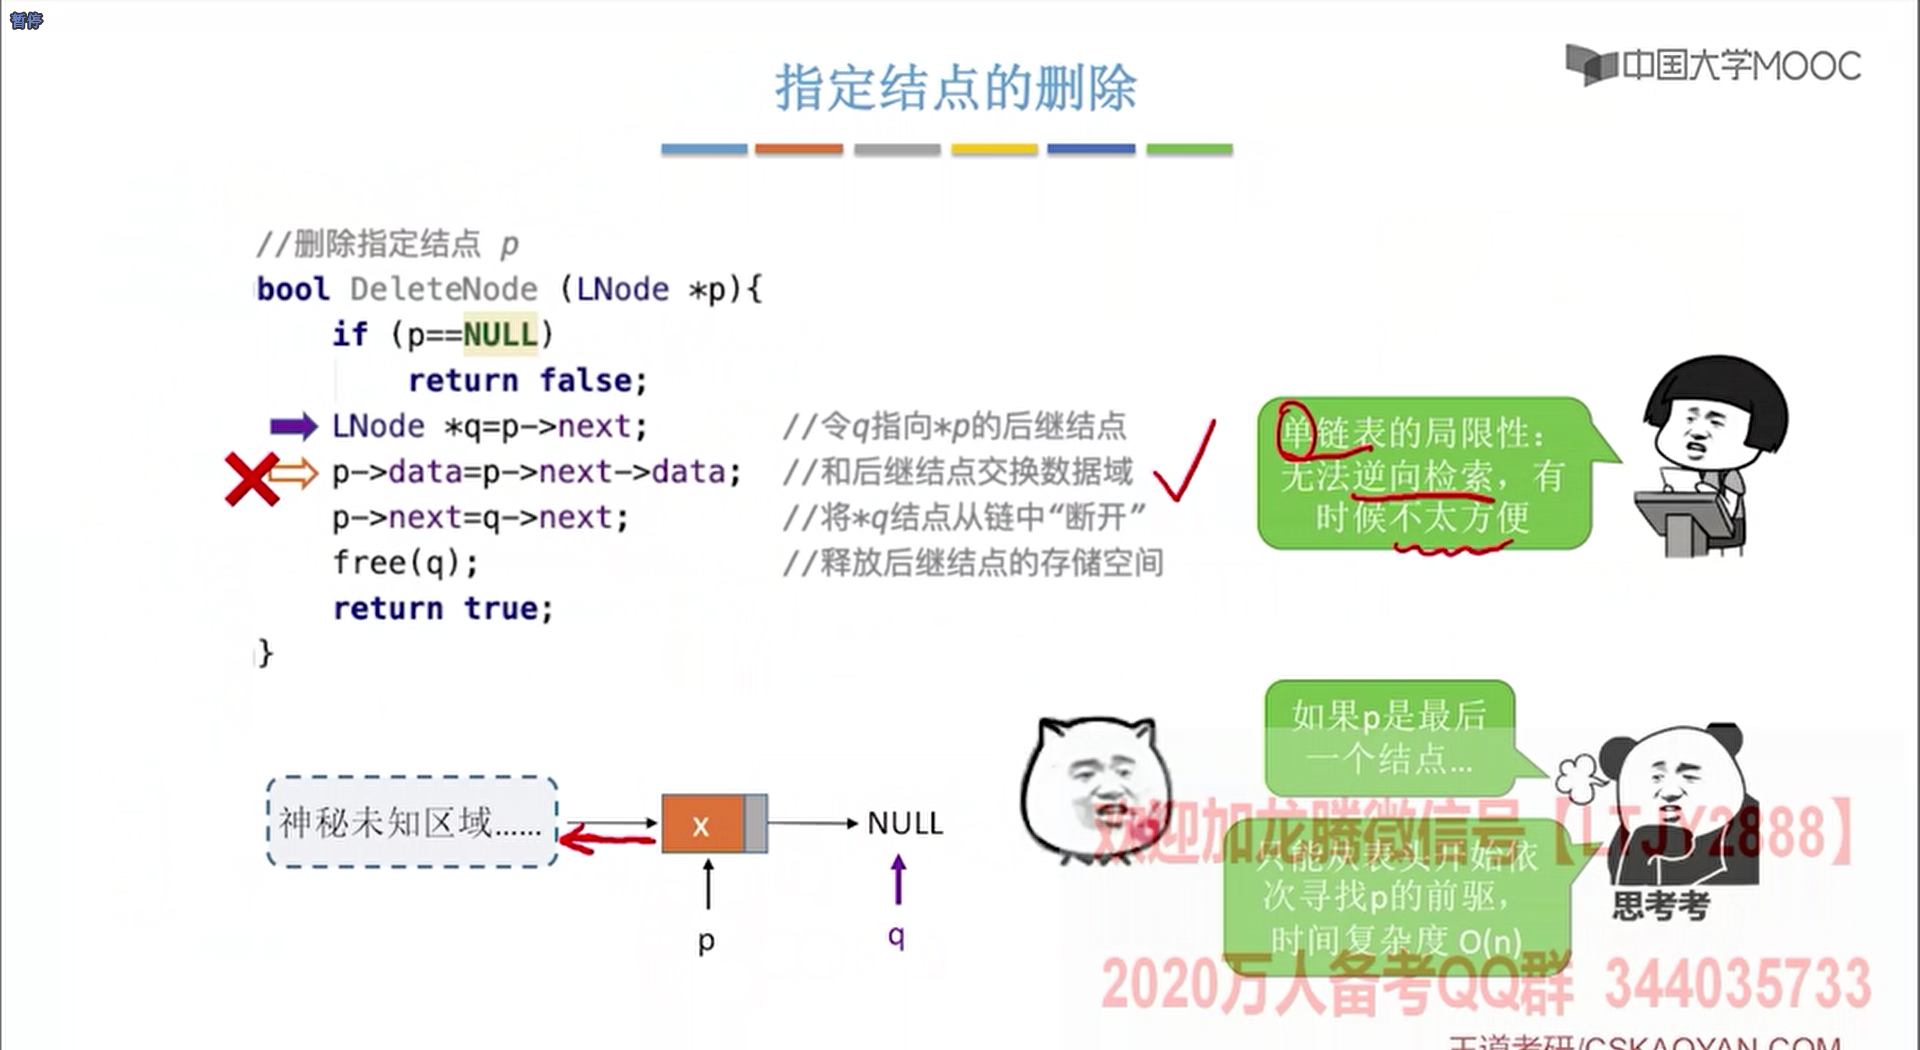 暂停
中国大学MOOC
指定结点的删除
//删除指定结点 p
bool DeleteNode (LNode *p){
if (p==NULL)
return false;
LNode *q=p->next; //令q指向*p的后继结点
p->data=p->next->data; //和后继结点交换数据域
p->next=q->next; //将*q结点从链中“断开”
free(q); //释放后继结点的存储空间
return true;
}
单链表的局限性：
无法逆向检索，有
时候不太方便
如果p是最后
一个结点...
神秘未知区域......
x
NULL
p
q
欢迎加龙腾微信号【LTJY2888】
只能从表头开始依
次寻找p的前驱，
时间复杂度 O(n)
思考考
2020万人备考QQ群 344035733
王道考研/CSKAOYAN.COM